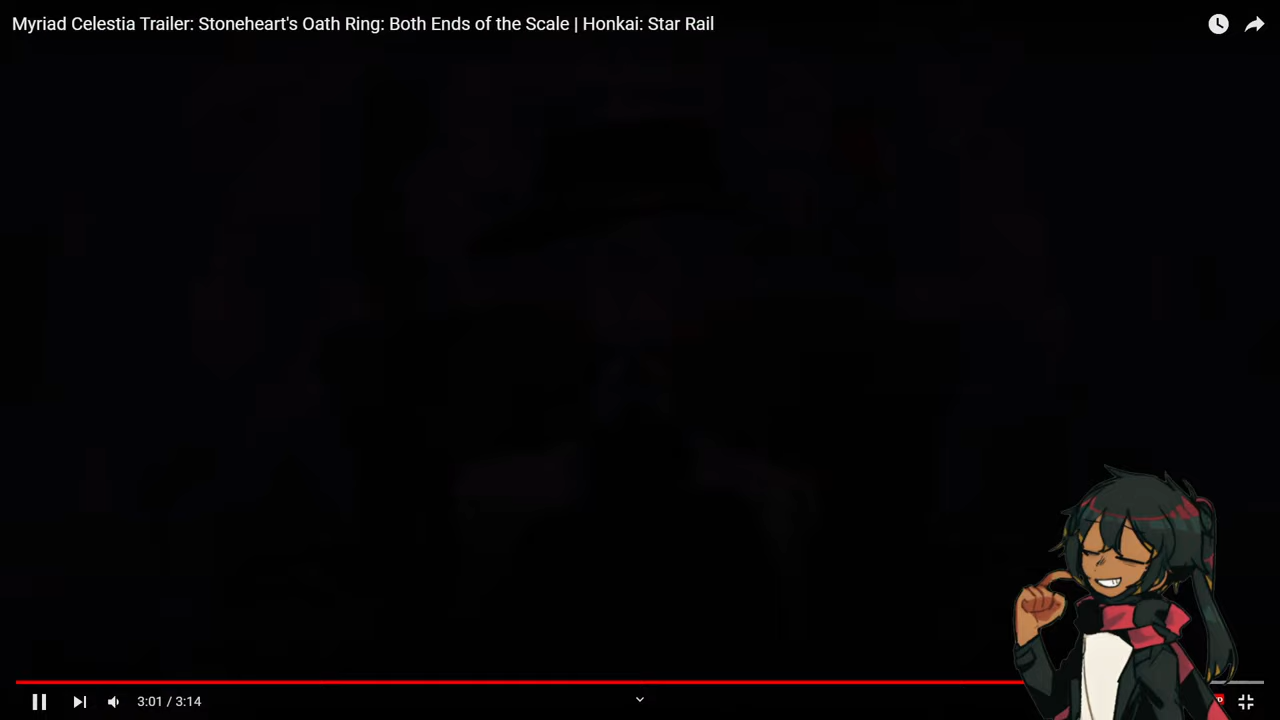 Myriad Celestia Trailer: Stoneheart's Oath Ring: Both Ends of the Scale | Honkai: Star Rail
3:01 / 3:14